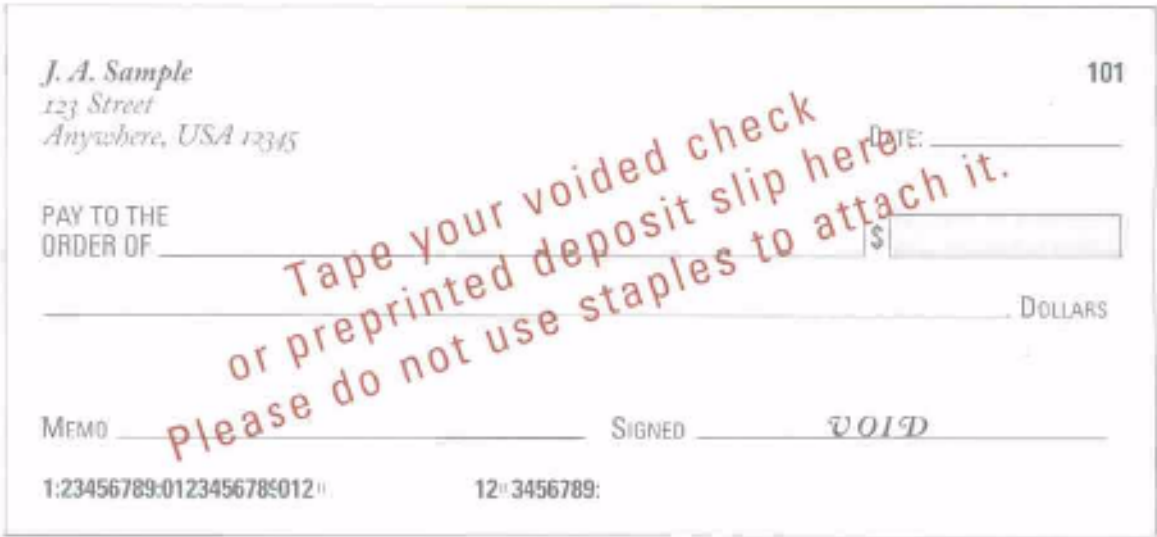 J. A. Sample
101
123 Street
Anywhere, USA 12345
DATE:
Tape your voided check
or preprinted deposit slip here
Please do not use staples to attach it.
PAY TO THE
ORDER OF
$
DOLLARS
MEMO
SIGNED VOID
1:23456789:0123456789012⑈ 12⑈3456789: